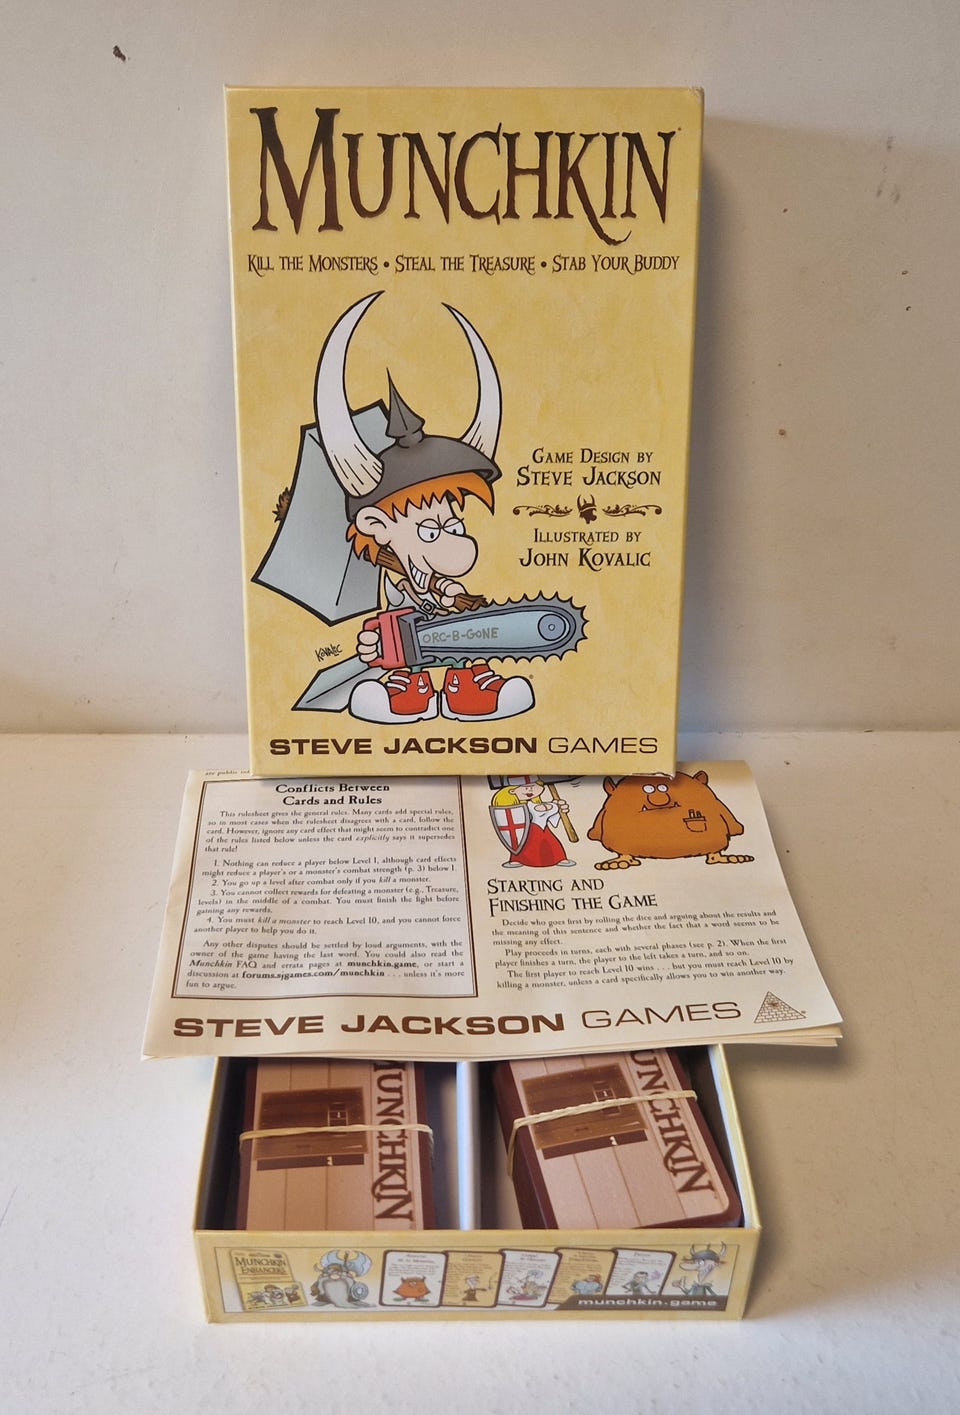 MUNCHKIN
KILL THE MONSTERS • STEAL THE TREASURE • STAB YOUR BUDDY
GAME DESIGN BY
STEVE JACKSON
ILLUSTRATED BY
JOHN KOVALIC
ORC-B-GONE
KOVALIC
STEVE JACKSON GAMES
are public
Conflicts Between
Cards and Rules
This rulesheet gives the general rules. Many cards add special rules,
so in most cases when the rulesheet disagrees with a card, follow the
card. However, ignore any card effect that might seem to contradict one
of the rules listed below unless the card explicitly says it supersedes
that rule!
1. Nothing can reduce a player below Level 1, although card effects
might reduce a player's or a monster's combat strength (p. 3) below 1.
2. You go up a level after combat only if you kill a monster.
3. You cannot collect rewards for defeating a monster (e.g., Treasure,
levels) in the middle of a combat. You must finish the fight before
gaining any rewards.
4. You must kill a monster to reach Level 10, and you cannot force
another player to help you do it.
Any other disputes should be settled by loud arguments, with the
owner of the game having the last word. You could also read the
Munchkin FAQ and errata pages at munchkin.game, or start a
discussion at forums.sjgames.com/munchkin . . . unless it's more
fun to argue.
STARTING AND
FINISHING THE GAME
Decide who goes first by rolling the dice and arguing about the results and
the meaning of this sentence and whether the fact that a word seems to be
missing any effect.
Play proceeds in turns, each with several phases (see p. 2). When the first
player finishes a turn, the player to the left takes a turn, and so on.
The first player to reach Level 10 wins . . . but you must reach Level 10 by
killing a monster, unless a card specifically allows you to win another way.
STEVE JACKSON GAMES
MUNCHKIN
MUNCHKIN
MUNCHKIN
ENHANCERS
munchkin.game